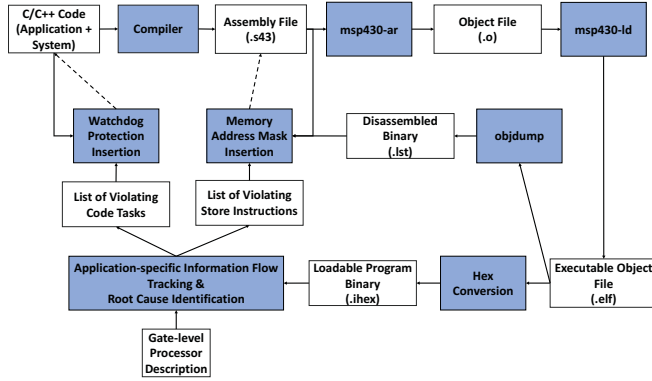 C/C++ Code
(Application +
System)
Compiler
Assembly File
(.s43)
msp430-ar
Object File
(.o)
msp430-ld
Watchdog
Protection
Insertion
Memory
Address Mask
Insertion
Disassembled
Binary
(.lst)
objdump
List of Violating
Code Tasks
List of Violating
Store Instructions
Application-specific Information Flow
Tracking &
Root Cause Identification
Loadable Program
Binary
(.ihex)
Hex
Conversion
Executable Object
File
(.elf)
Gate-level
Processor
Description